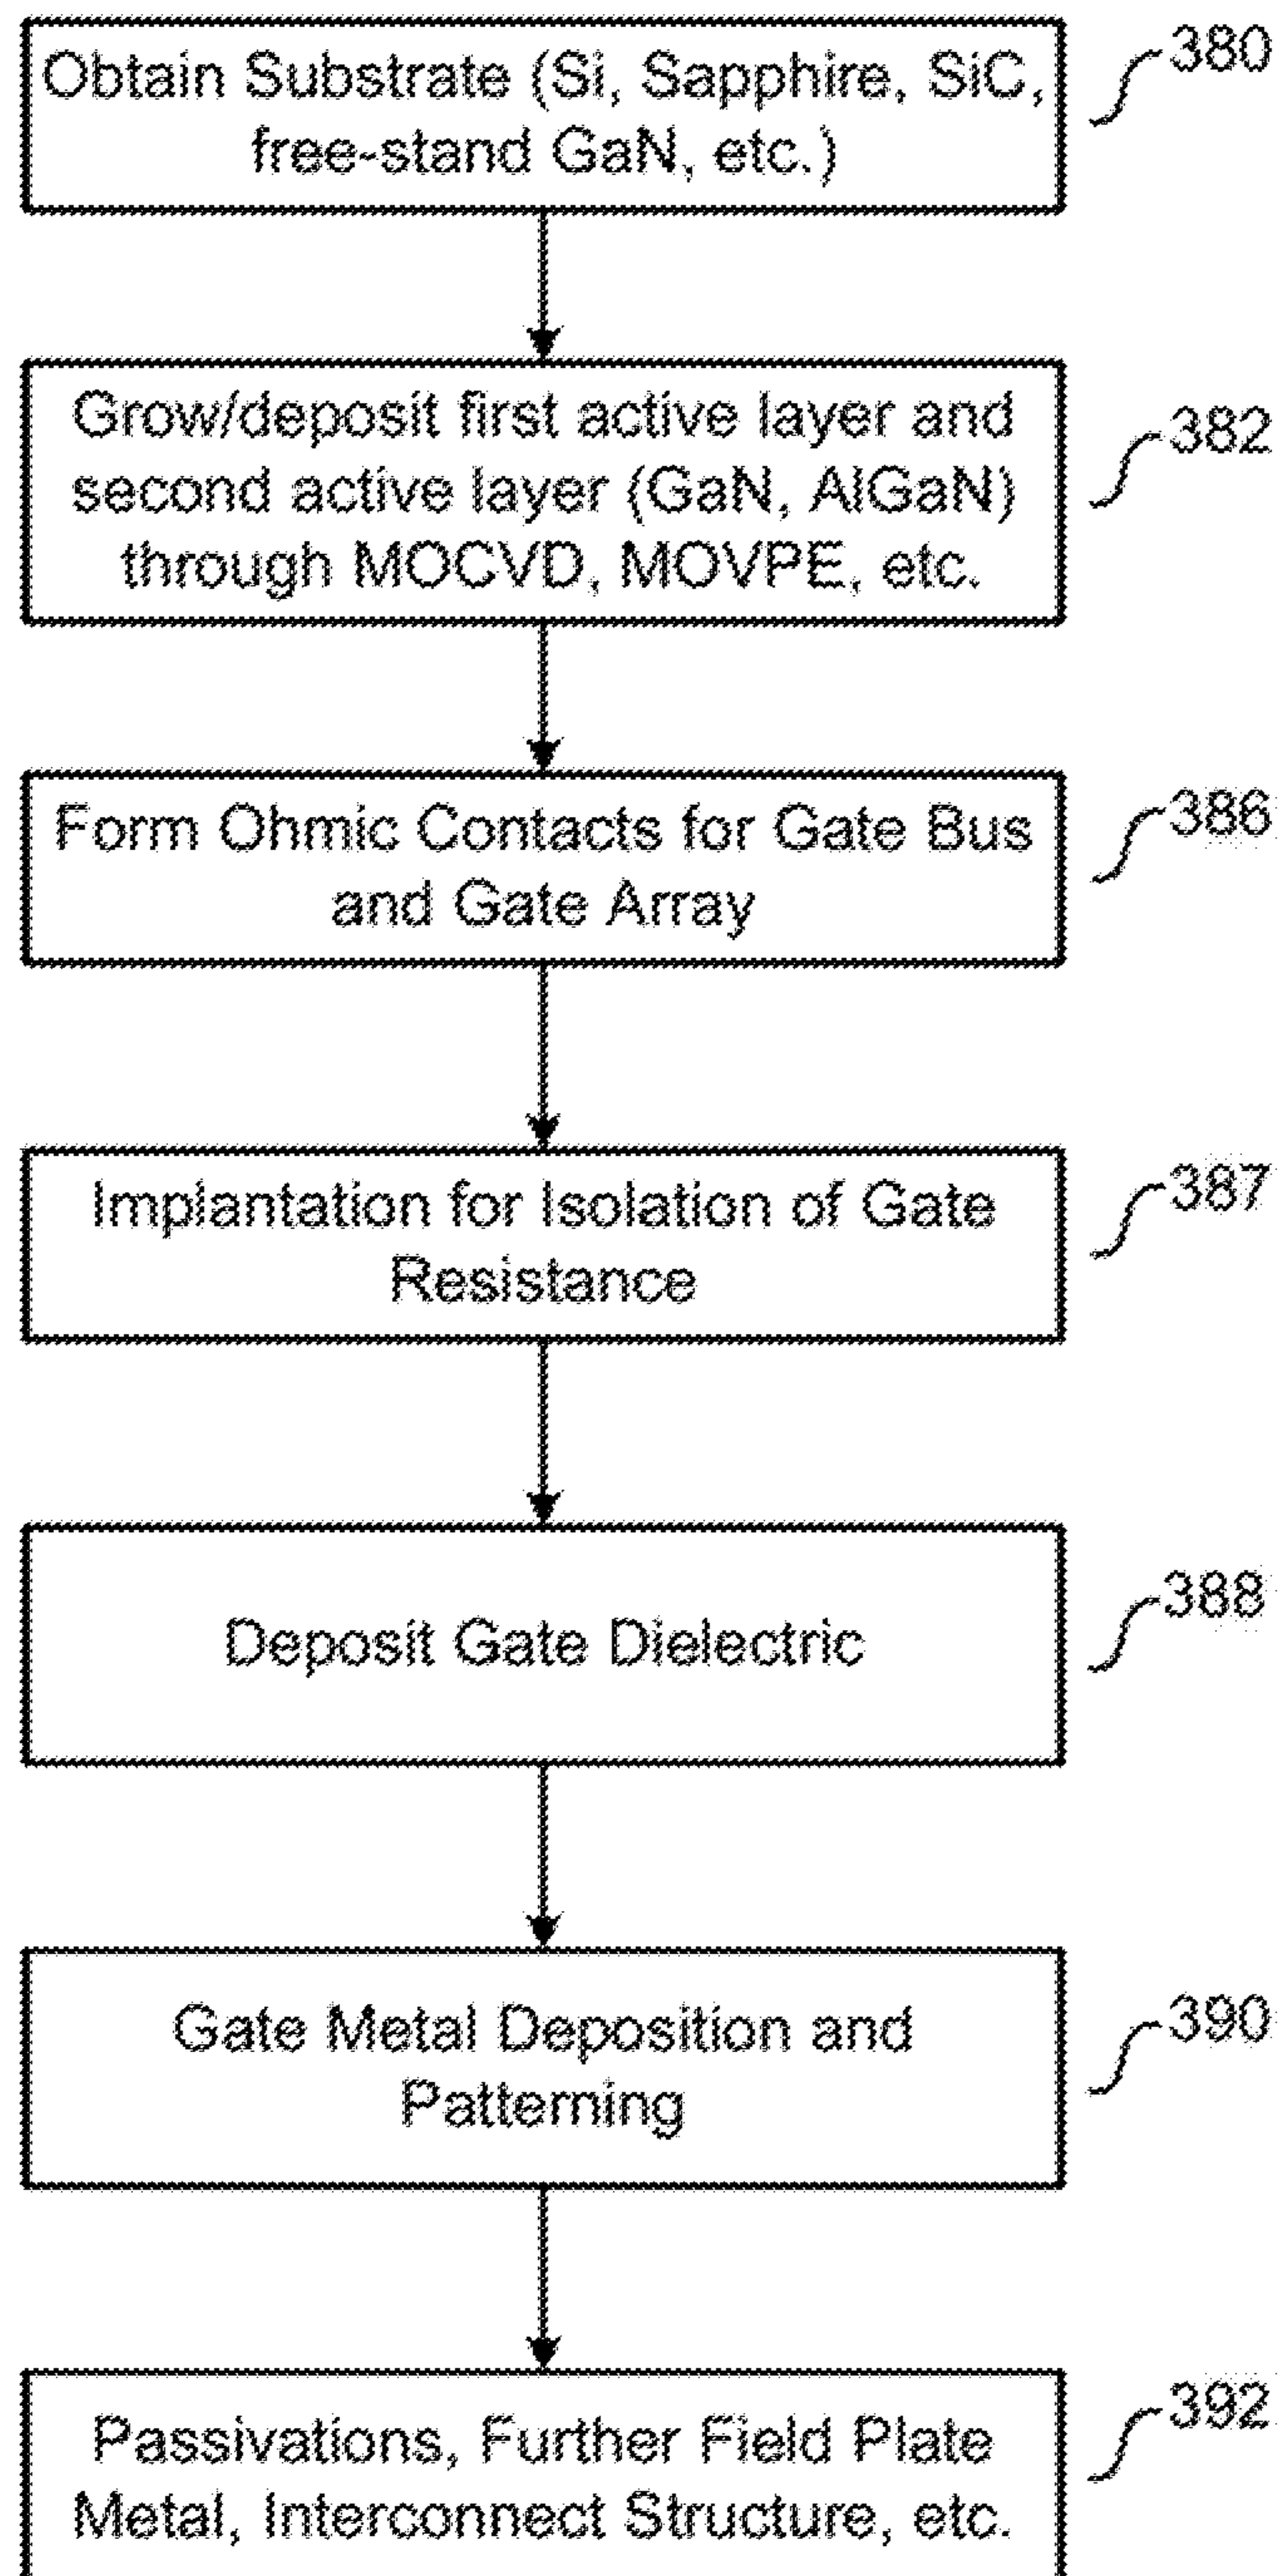 Obtain Substrate (Si, Sapphire, SiC,
free-stand GaN, etc.)
380
Grow/deposit first active layer and
second active layer (GaN, AlGaN)
through MOCVD, MOVPE, etc.
382
Form Ohmic Contacts for Gate Bus
and Gate Array
386
Implantation for Isolation of Gate
Resistance
387
Deposit Gate Dielectric
388
Gate Metal Deposition and
Patterning
390
Passivations, Further Field Plate
Metal, Interconnect Structure, etc.
392